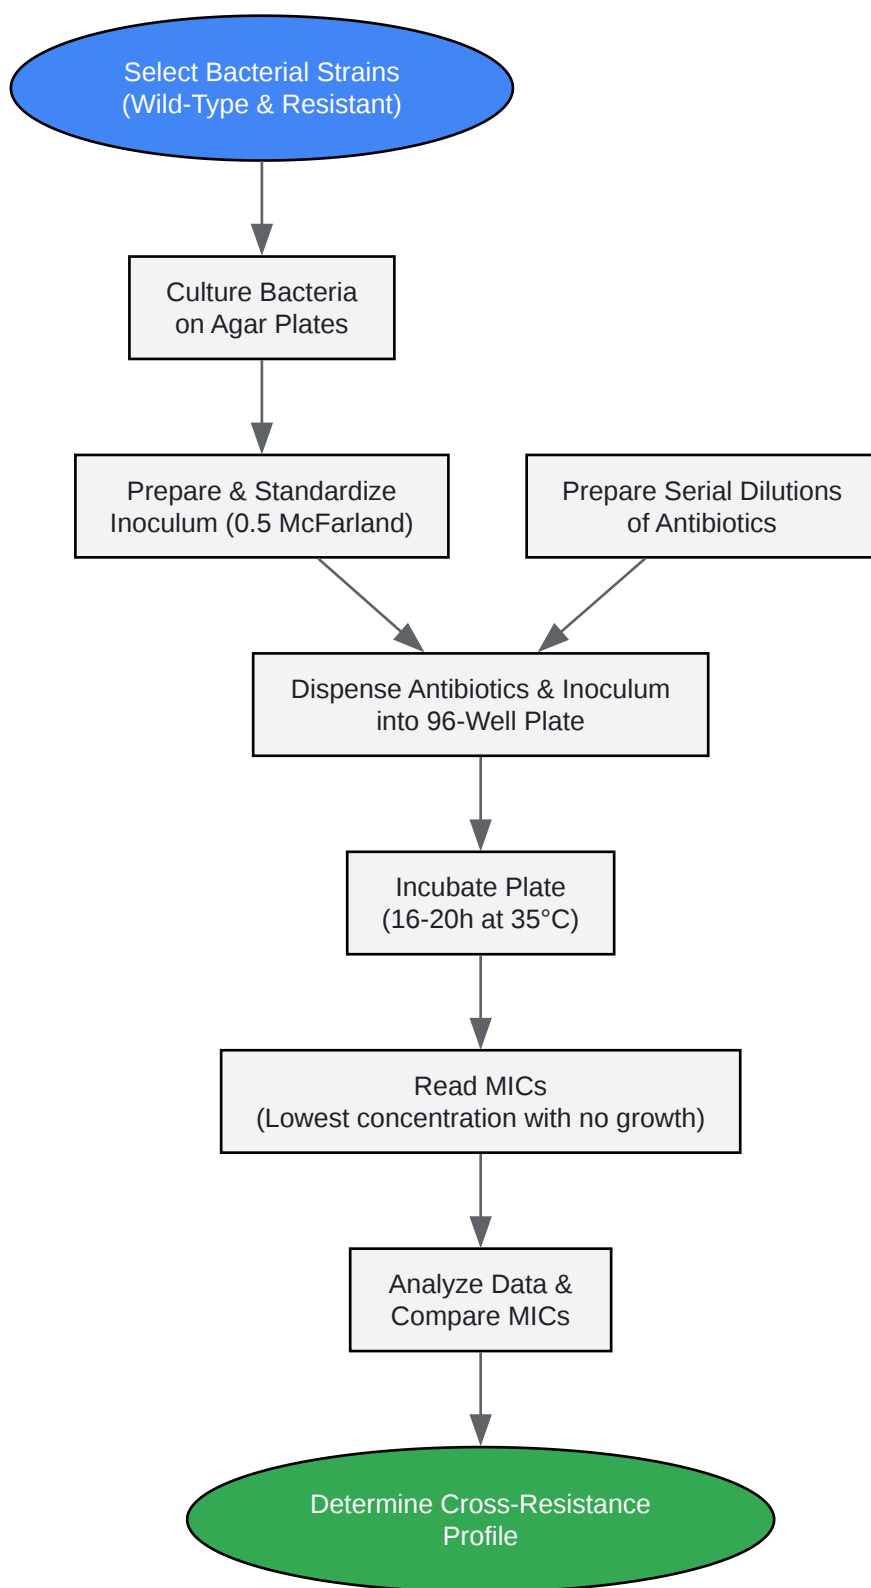 Select Bacterial Strains
(Wild-Type & Resistant)
Culture Bacteria
on Agar Plates
Prepare & Standardize
Inoculum (0.5 McFarland)
Prepare Serial Dilutions
of Antibiotics
Dispense Antibiotics & Inoculum
into 96-Well Plate
Incubate Plate
(16-20h at 35°C)
Read MICs
(Lowest concentration with no growth)
Analyze Data &
Compare MICs
Determine Cross-Resistance
Profile